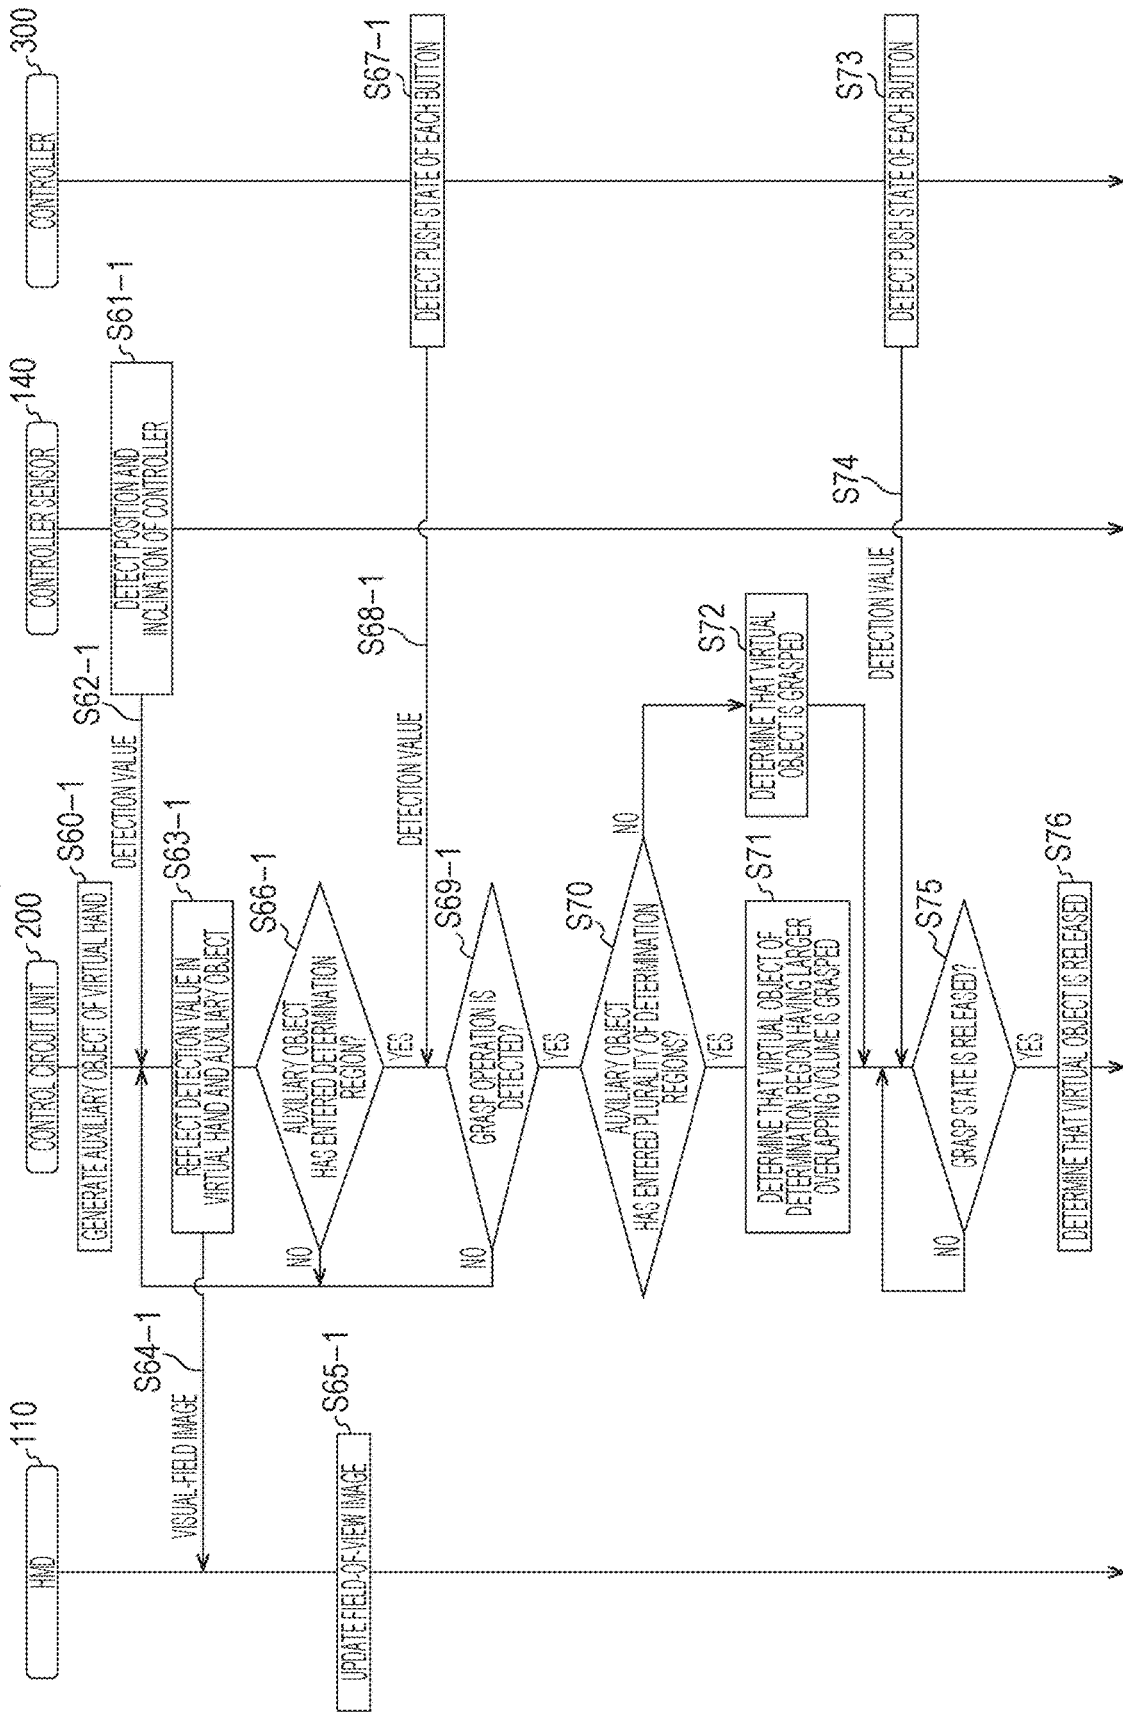 HMD
110
CONTROL CIRCUIT UNIT
200
CONTROLLER SENSOR
140
CONTROLLER
300
GENERATE AUXILIARY OBJECT OF VIRTUAL HAND
S60-1
DETECT POSITION AND
INCLINATION OF CONTROLLER
S61-1
DETECTION VALUE
S62-1
REFLECT DETECTION VALUE IN
VIRTUAL HAND AND AUXILIARY OBJECT
S63-1
VISUAL-FIELD IMAGE
S64-1
UPDATE FIELD-OF-VIEW IMAGE
S65-1
AUXILIARY OBJECT
HAS ENTERED DETERMINATION
REGION?
S66-1
NO
YES
DETECT PUSH STATE OF EACH BUTTON
S67-1
DETECTION VALUE
S68-1
GRASP OPERATION IS
DETECTED?
S69-1
NO
YES
AUXILIARY OBJECT
HAS ENTERED PLURALITY OF DETERMINATION
REGIONS?
S70
NO
YES
DETERMINE THAT VIRTUAL OBJECT OF
DETERMINATION REGION HAVING LARGER
OVERLAPPING VOLUME IS GRASPED
S71
DETERMINE THAT VIRTUAL
OBJECT IS GRASPED
S72
DETECT PUSH STATE OF EACH BUTTON
S73
DETECTION VALUE
S74
GRASP STATE IS RELEASED?
S75
NO
YES
DETERMINE THAT VIRTUAL OBJECT IS RELEASED
S76